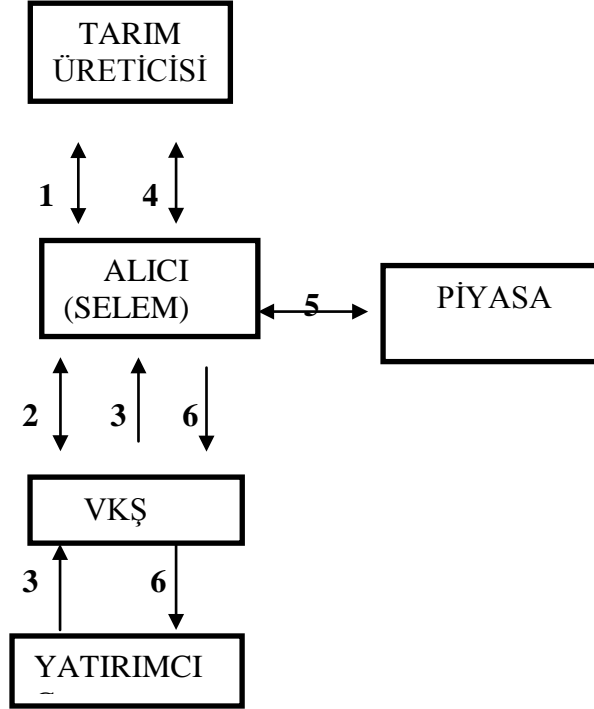 TARIM
ÜRETİCİSİ
1
4
ALICI
(SELEM)
5
PİYASA
2
3
6
VKŞ
3
6
YATIRIMCI